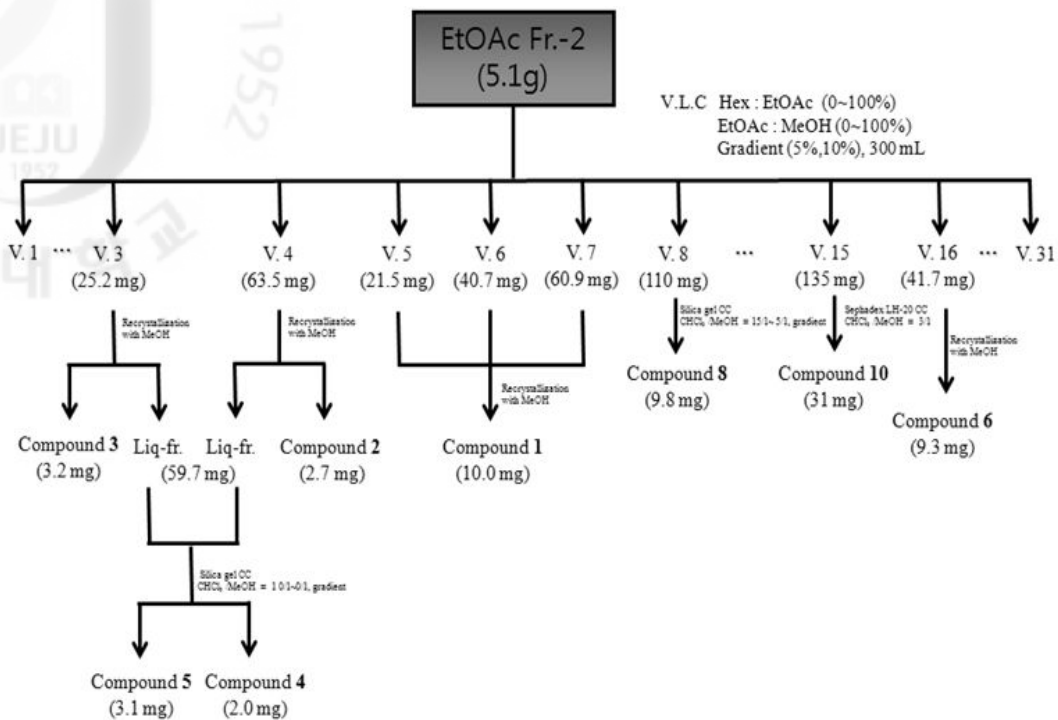 1952
JEJU
1952
EtOAc Fr.-2
(5.1g)
V.L.C Hex : EtOAc (0~100%)
EtOAc : MeOH (0~100%)
Gradient (5%,10%), 300 mL
V. 1 ··· V. 3 V. 4 V. 5 V. 6 V. 7 V. 8 ··· V. 15 V. 16 ··· V. 31
(25.2 mg) (63.5 mg) (21.5 mg) (40.7 mg) (60.9 mg) (110 mg) (135 mg) (41.7 mg)
Recrystallization
with MeOH
Recrystallization
with MeOH
Silica gel CC
CHCl₃ /MeOH = 15/1~ 5/1, gradient
Sephadex LH-20 CC
CHCl₃ /MeOH = 3/1
Recrystallization
with MeOH
Recrystallization
with MeOH
Compound 8
(9.8 mg)
Compound 10
(31 mg)
Compound 6
(9.3 mg)
Compound 3 Liq-fr. Liq-fr. Compound 2 Compound 1
(3.2 mg) (59.7 mg) (2.7 mg) (10.0 mg)
Silica gel CC
CHCl₃ /MeOH = 10/1~0/1, gradient
Compound 5 Compound 4
(3.1 mg) (2.0 mg)